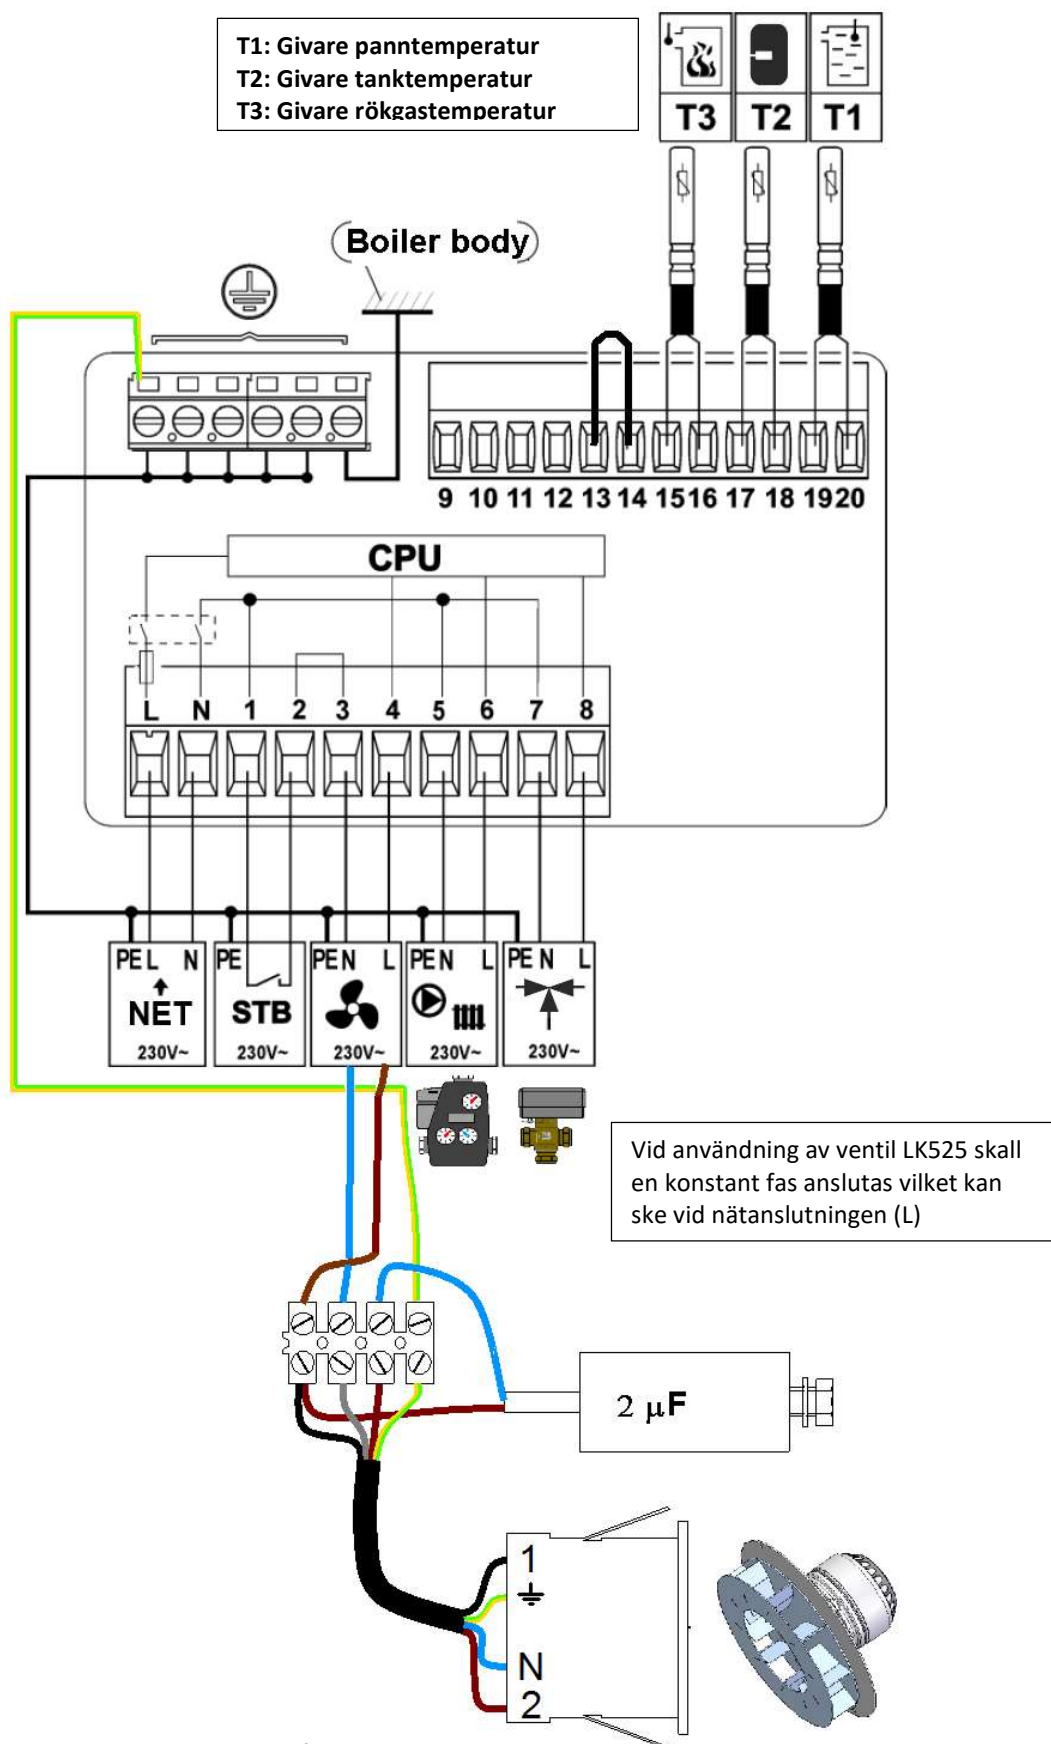 T1: Givare panntemperatur
T2: Givare tanktemperatur
T3: Givare rökgastemperatur
T3 T2 T1
(Boiler body)
9 10 11 12 13 14 15 16 17 18 19 20
CPU
L N 1 2 3 4 5 6 7 8
PE L N PE PE N L PE N L PE N L
NET STB
230V~ 230V~ 230V~ 230V~ 230V~
Vid användning av ventil LK525 skall
en konstant fas anslutas vilket kan
ske vid nätanslutningen (L)
2 µF
1
N
2